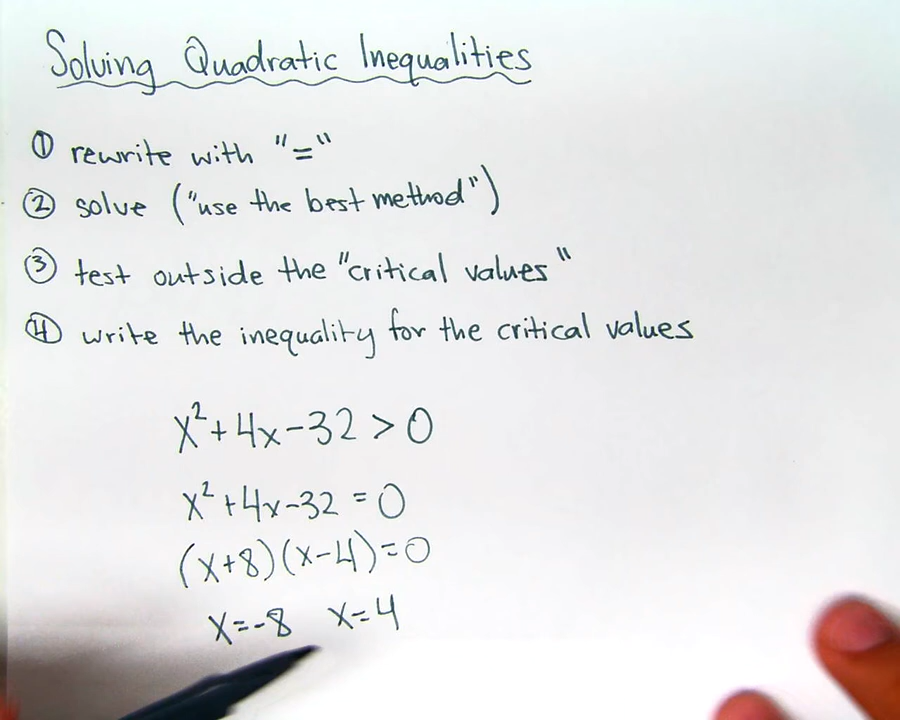 Solving Quadratic Inequalities
① rewrite with "="
② solve ("use the best method")
③ test outside the "critical values"
④ write the inequality for the critical values
x²+4x-32 > 0
x²+4x-32 = 0
(x+8)(x-4)=0
x=-8 x=4